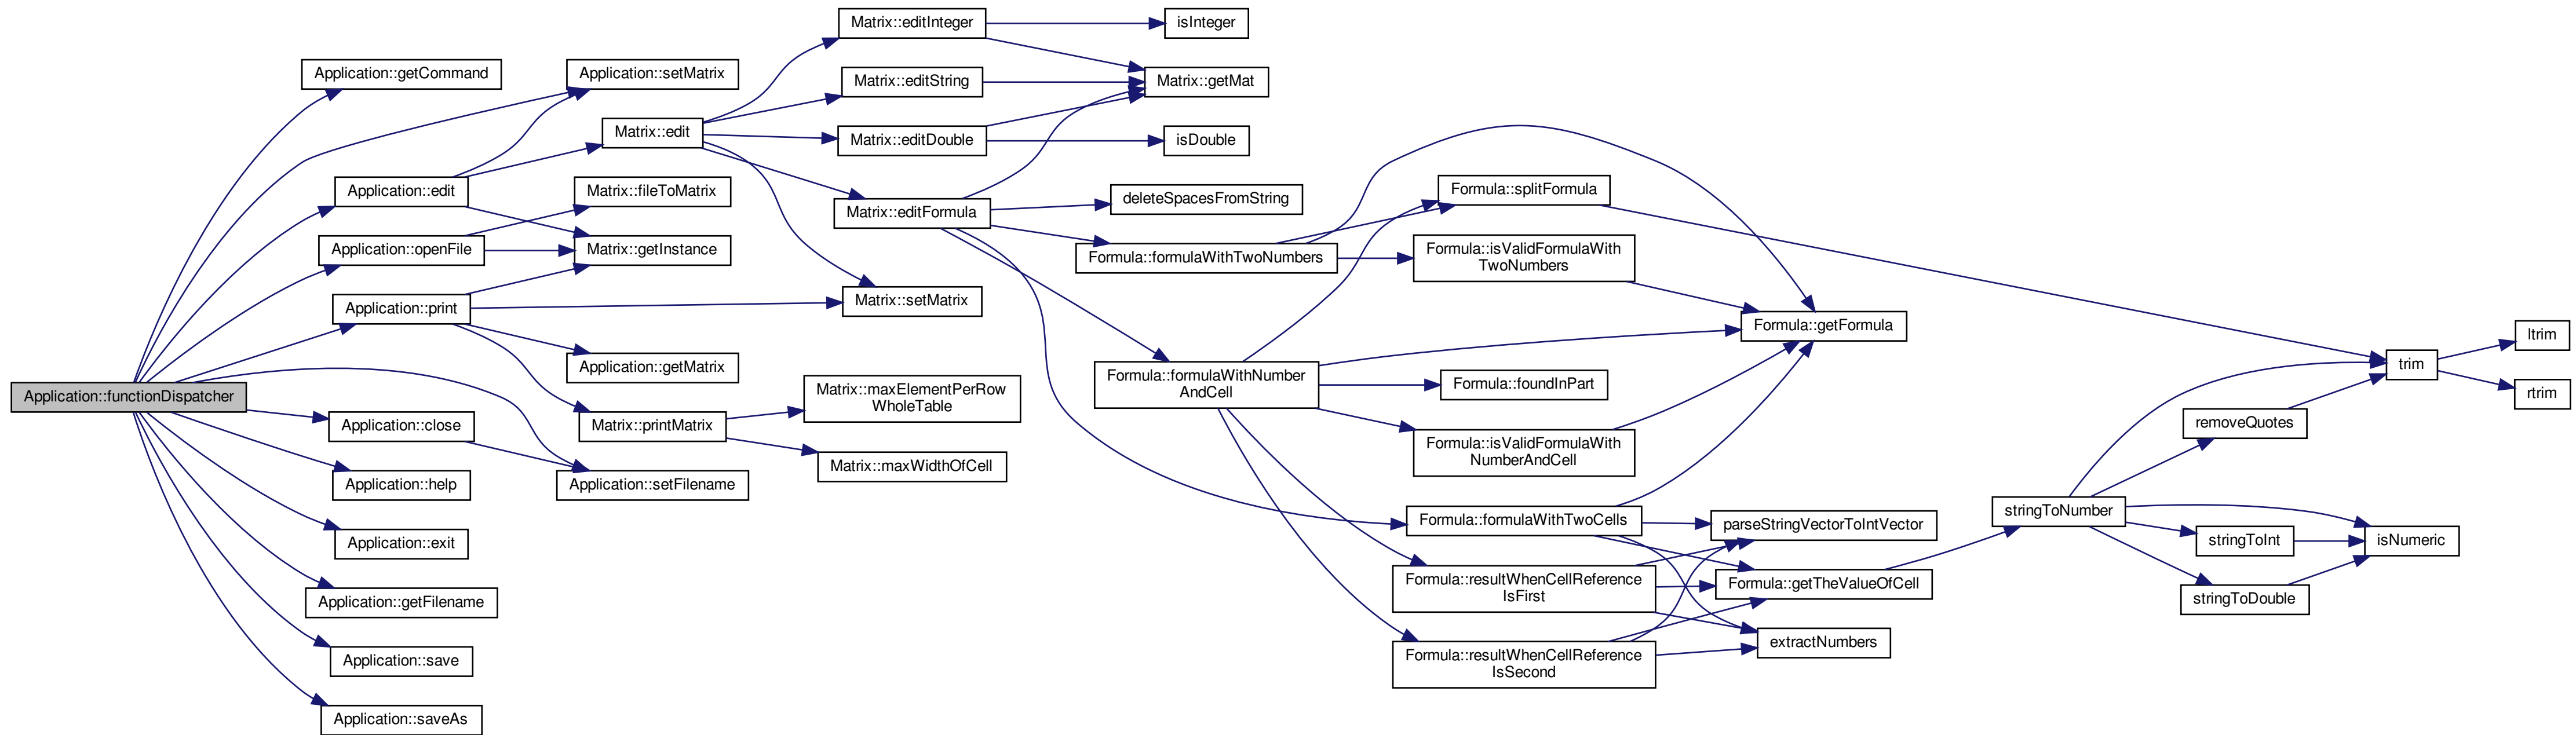 Application::functionDispatcher
Application::getCommand
Application::setMatrix
Application::edit
Application::openFile
Application::print
Application::close
Application::help
Application::exit
Application::getFilename
Application::save
Application::saveAs
Matrix::edit
Matrix::fileToMatrix
Matrix::getInstance
Application::getMatrix
Matrix::printMatrix
Application::setFilename
Matrix::editInteger
Matrix::editString
Matrix::editDouble
Matrix::editFormula
Matrix::setMatrix
Matrix::maxElementPerRow
WholeTable
Matrix::maxWidthOfCell
isInteger
Matrix::getMat
isDouble
deleteSpacesFromString
Formula::formulaWithTwoNumbers
Formula::formulaWithNumber
AndCell
Formula::splitFormula
Formula::isValidFormulaWith
TwoNumbers
Formula::foundInPart
Formula::isValidFormulaWith
NumberAndCell
Formula::formulaWithTwoCells
Formula::resultWhenCellReference
IsFirst
Formula::resultWhenCellReference
IsSecond
Formula::getFormula
parseStringVectorToIntVector
Formula::getTheValueOfCell
extractNumbers
stringToNumber
removeQuotes
stringToInt
stringToDouble
trim
isNumeric
ltrim
rtrim